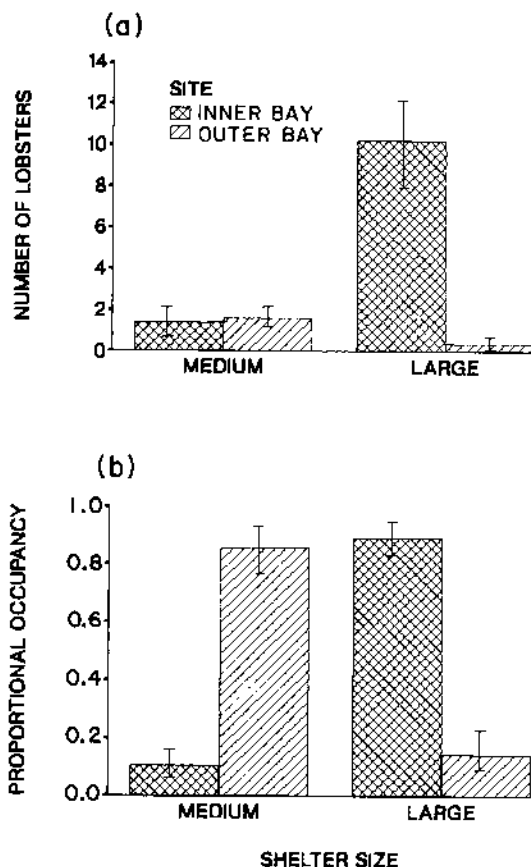 (a)
NUMBER OF LOBSTERS
14
12
10
8
6
4
2
0
SITE
INNER BAY
OUTER BAY
MEDIUM LARGE
(b)
PROPORTIONAL OCCUPANCY
1.0
0.8
0.6
0.4
0.2
0.0
MEDIUM LARGE
SHELTER SIZE